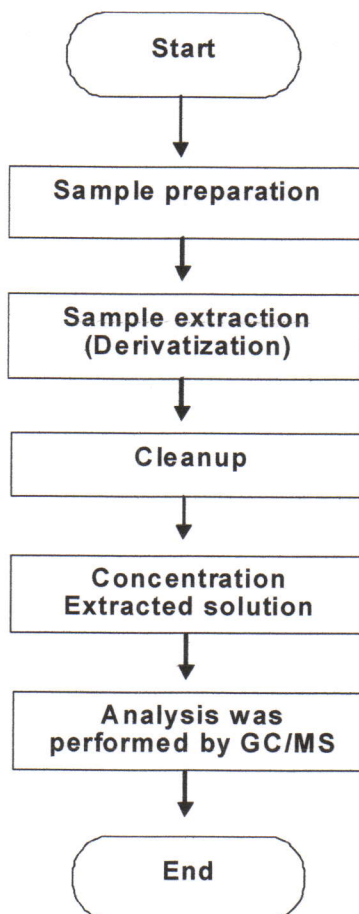 Start
Sample preparation
Sample extraction
(Derivatization)
Cleanup
Concentration
Extracted solution
Analysis was
performed by GC/MS
End